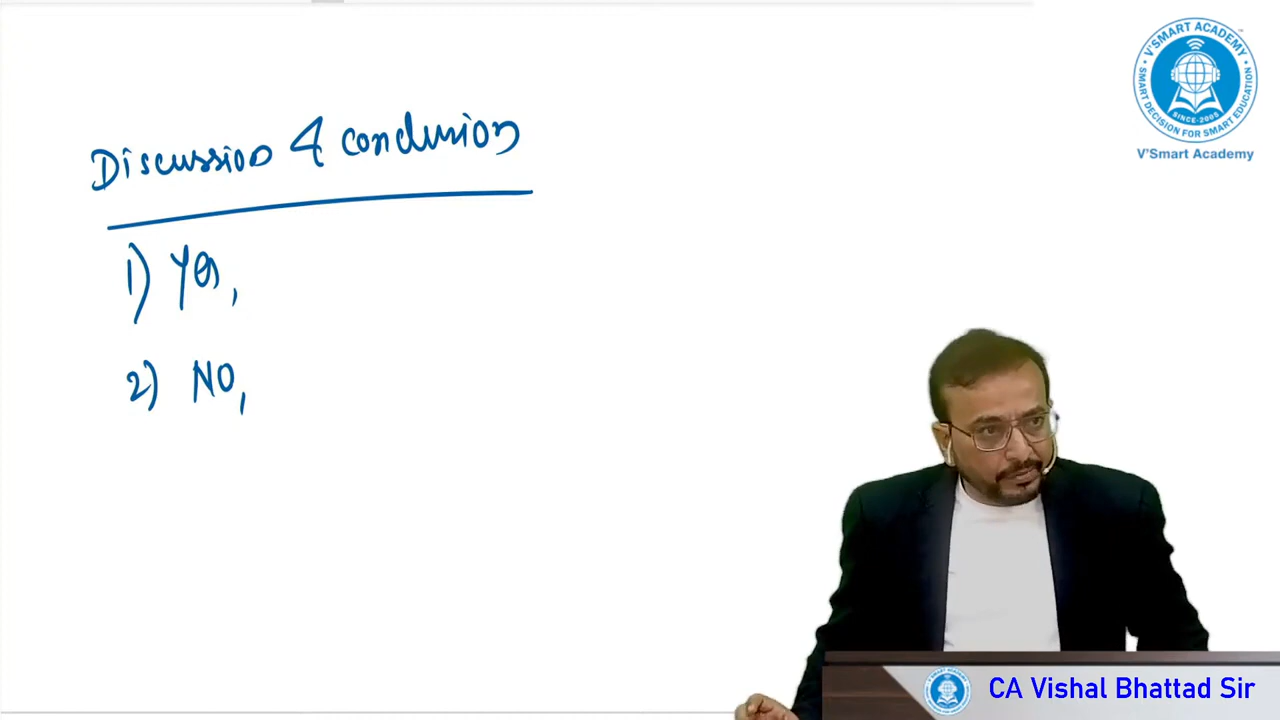 Discussion & conclusion
1) Yes,
2) NO,
V'SMART ACADEMY
SMART DECISION FOR SMART EDUCATION
SINCE-2005
V'Smart Academy
CA Vishal Bhattad Sir